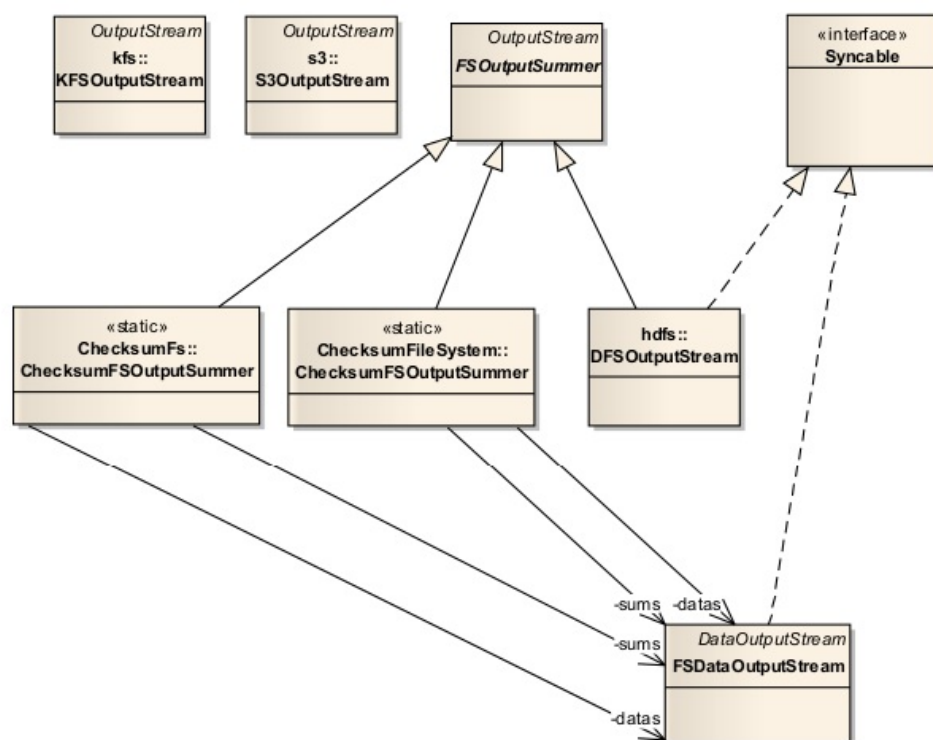 OutputStream
kfs::
KFSOutputStream
OutputStream
s3::
S3OutputStream
OutputStream
FSOutputSummer
«interface»
Syncable
«static»
ChecksumFs::
ChecksumFSOutputSummer
«static»
ChecksumFileSystem::
ChecksumFSOutputSummer
hdfs::
DFSOutputStream
-sums
-datas
-sums
-datas
DataOutputStream
FSDataOutputStream